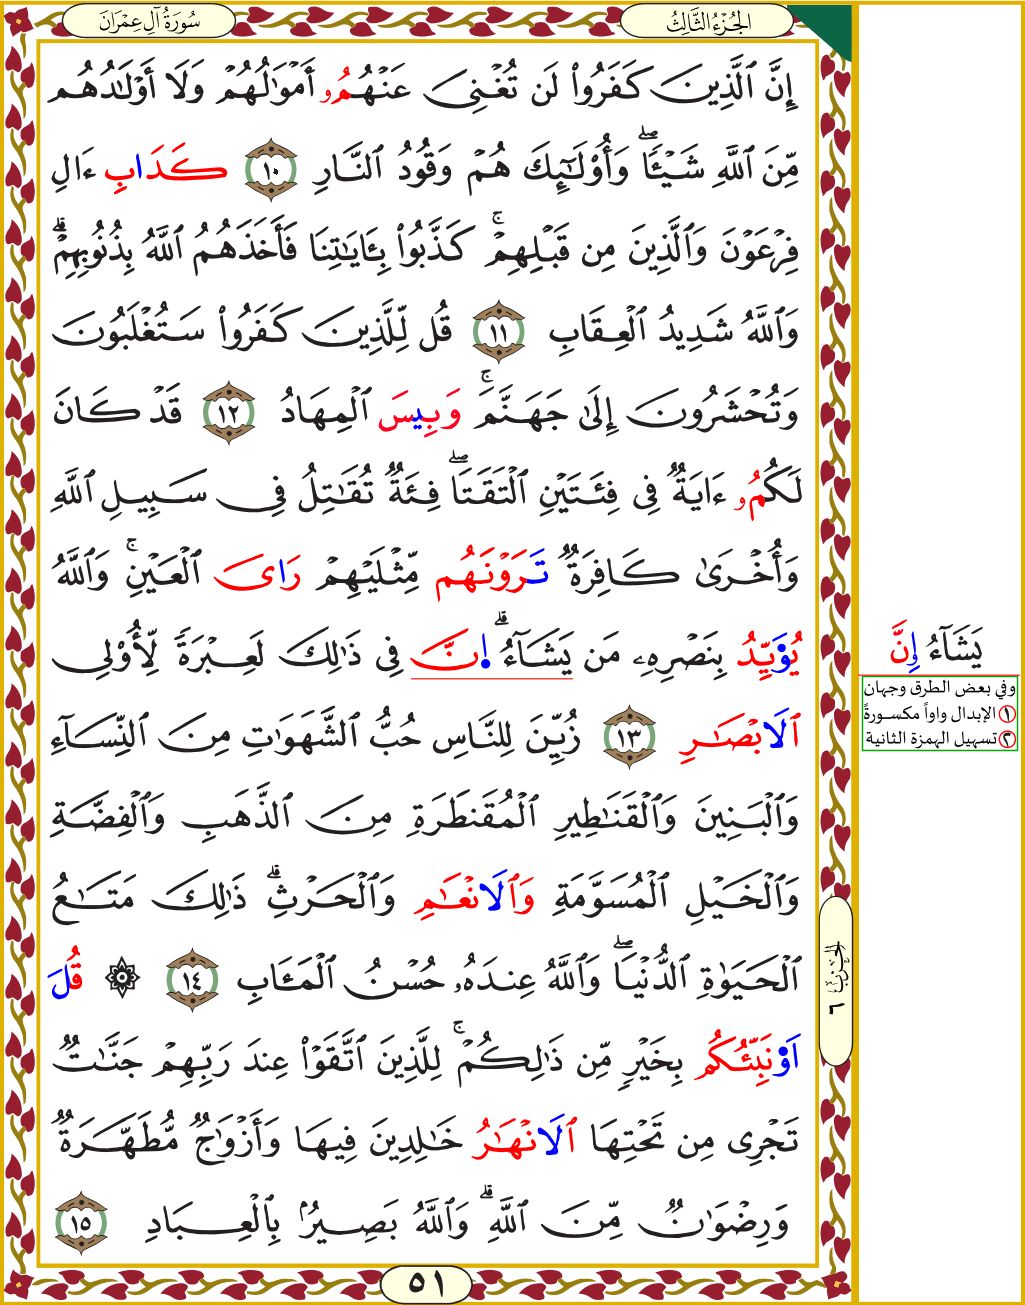 سُورَةُ آلِ عِمْرَانَ
الجُزْءُ الثَّالِثُ
إِنَّ ٱلَّذِينَ كَفَرُوا۟ لَن تُغْنِىَ عَنْهُمُۥ أَمْوَٰلُهُمْ وَلَا أَوْلَٰدُهُم
مِّنَ ٱللَّهِ شَيْـًٔاۖ وَأُو۟لَٰٓئِكَ هُمْ وَقُودُ ٱلنَّارِ ١٠ كَدَابِ ءَالِ
فِرْعَوْنَ وَٱلَّذِينَ مِن قَبْلِهِمْۚ كَذَّبُوا۟ بِـَٔايَٰتِنَا فَأَخَذَهُمُ ٱللَّهُ بِذُنُوبِهِمْۗ
وَٱللَّهُ شَدِيدُ ٱلْعِقَابِ ١١ قُل لِّلَّذِينَ كَفَرُوا۟ سَتُغْلَبُونَ
وَتُحْشَرُونَ إِلَىٰ جَهَنَّمَۚ وَبِيسَ ٱلْمِهَادُ ١٢ قَدْ كَانَ
لَكُمُۥ ءَايَةٌ فِى فِئَتَيْنِ ٱلْتَقَتَاۖ فِئَةٌ تُقَٰتِلُ فِى سَبِيلِ ٱللَّهِ
وَأُخْرَىٰ كَافِرَةٌ تَرَوْنَهُم مِّثْلَيْهِمْ رَاىَ ٱلْعَيْنِۚ وَٱللَّهُ
يُؤَيِّدُ بِنَصْرِهِۦ مَن يَشَآءُۗ اِنَّ فِى ذَٰلِكَ لَعِبْرَةً لِّأُو۟لِى
ٱلَابْصَٰرِ ١٣ زُيِّنَ لِلنَّاسِ حُبُّ ٱلشَّهَوَٰتِ مِنَ ٱلنِّسَآءِ
وَٱلْبَنِينَ وَٱلْقَنَٰطِيرِ ٱلْمُقَنطَرَةِ مِنَ ٱلذَّهَبِ وَٱلْفِضَّةِ
وَٱلْخَيْلِ ٱلْمُسَوَّمَةِ وَٱلَانْعَٰمِ وَٱلْحَرْثِۗ ذَٰلِكَ مَتَٰعُ
ٱلْحَيَوٰةِ ٱلدُّنْيَاۖ وَٱللَّهُ عِندَهُۥ حُسْنُ ٱلْمَـَٔابِ ١٤ ۞ قُلَ
اَوْ۬نَبِّئُكُم بِخَيْرٍ مِّن ذَٰلِكُمْۚ لِلَّذِينَ ٱتَّقَوْا۟ عِندَ رَبِّهِمْ جَنَّٰتٌ
تَجْرِى مِن تَحْتِهَا ٱلَانْهَٰرُ خَٰلِدِينَ فِيهَا وَأَزْوَٰجٌ مُّطَهَّرَةٌ
وَرِضْوَٰنٌ مِّنَ ٱللَّهِۗ وَٱللَّهُ بَصِيرٌۢ بِٱلْعِبَادِ ١٥
٥١
يَشَآءُ إِنَّ
وفي بعض الطرق وجهان
١ الإبدال واواً مكسورةً
٢ تسهيل الهمزة الثانية
الحِزْبُ ٦